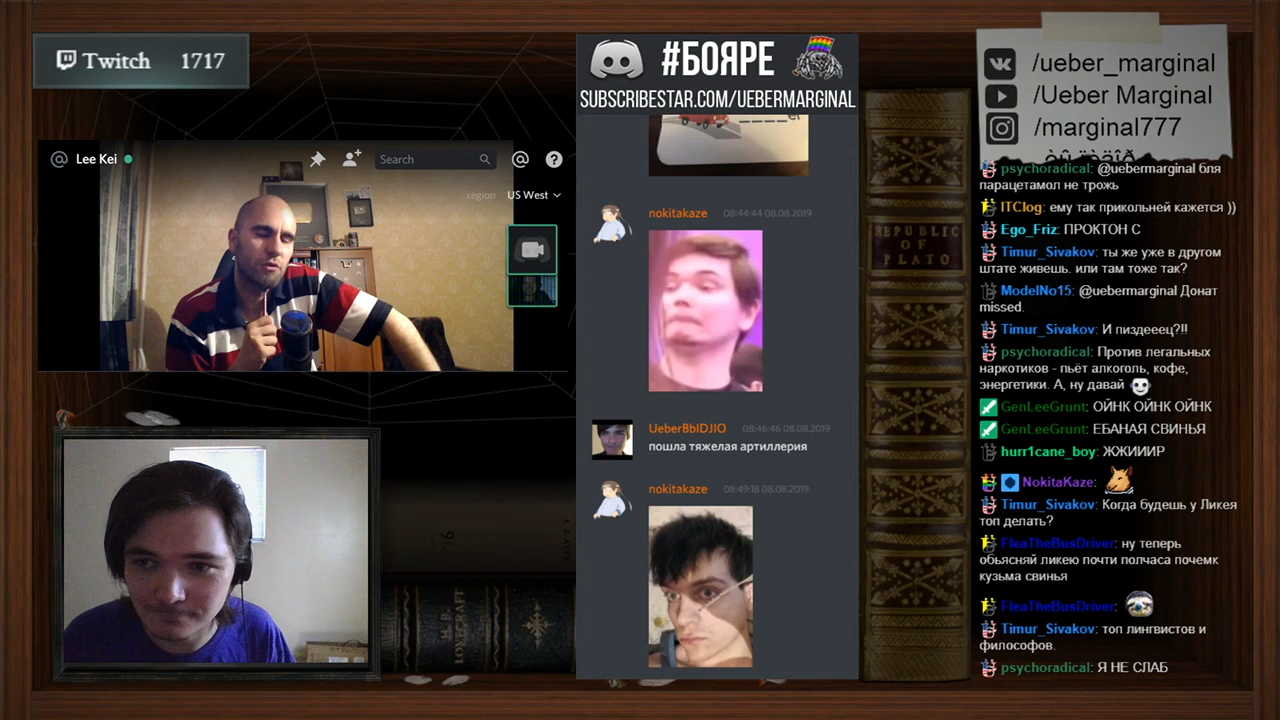 Twitch 1717
@ Lee Kei
Search
@
?
region US West
#БОЯРЕ
SUBSCRIBESTAR.COM/UEBERMARGINAL
nokitakaze 08:44:44 08.08.2019
UeberBbIDJIO 08:46:46 08.08.2019
пошла тяжелая артиллерия
nokitakaze 08:49:18 08.08.2019
H.P. LOVECRAFT
REPUBLIC
OF
PLATO
/ueber_marginal
/Ueber Marginal
/marginal777
psychoradical: @uebermarginal бля
парацетамол не трожь
ITClog: ему так прикольней кажется ))
Ego_Friz: ПРОКТОН С
Timur_Sivakov: ты же уже в другом
штате живешь. или там тоже так?
ModelNo15: @uebermarginal Донат
missed.
Timur_Sivakov: И пиздееец?!!
psychoradical: Против легальных
наркотиков - пьёт алкоголь, кофе,
энергетики. А, ну давай
GenLeeGrunt: ОЙНК ОЙНК ОЙНК
GenLeeGrunt: ЕБАНАЯ СВИНЬЯ
hurr1cane_boy: ЖЖИИИР
NokitaKaze:
Timur_Sivakov: Когда будешь у Ликея
топ делать?
FleaTheBusDriver: ну теперь
обьясняй ликею почти полчаса почемк
кузьма свинья
FleaTheBusDriver:
Timur_Sivakov: топ лингвистов и
философов.
psychoradical: Я НЕ СЛАБ